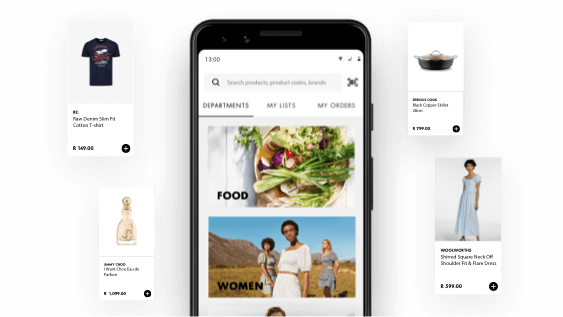 13:00
Search products, product codes, brands
DEPARTMENTS
MY LISTS
MY ORDERS
FOOD
WOMEN
RE:
Raw Denim Slim Fit
Cotton T-shirt
R 149.00
JIMMY CHOO
I Want Choo Eau de
Parfum
R 1,099.00
SERIOUS COOK
Black Copper Skillet
28cm
R 799.00
WOOLWORTHS
Shirred Square Neck Off
Shoulder Fit & Flare Dress
R 599.00